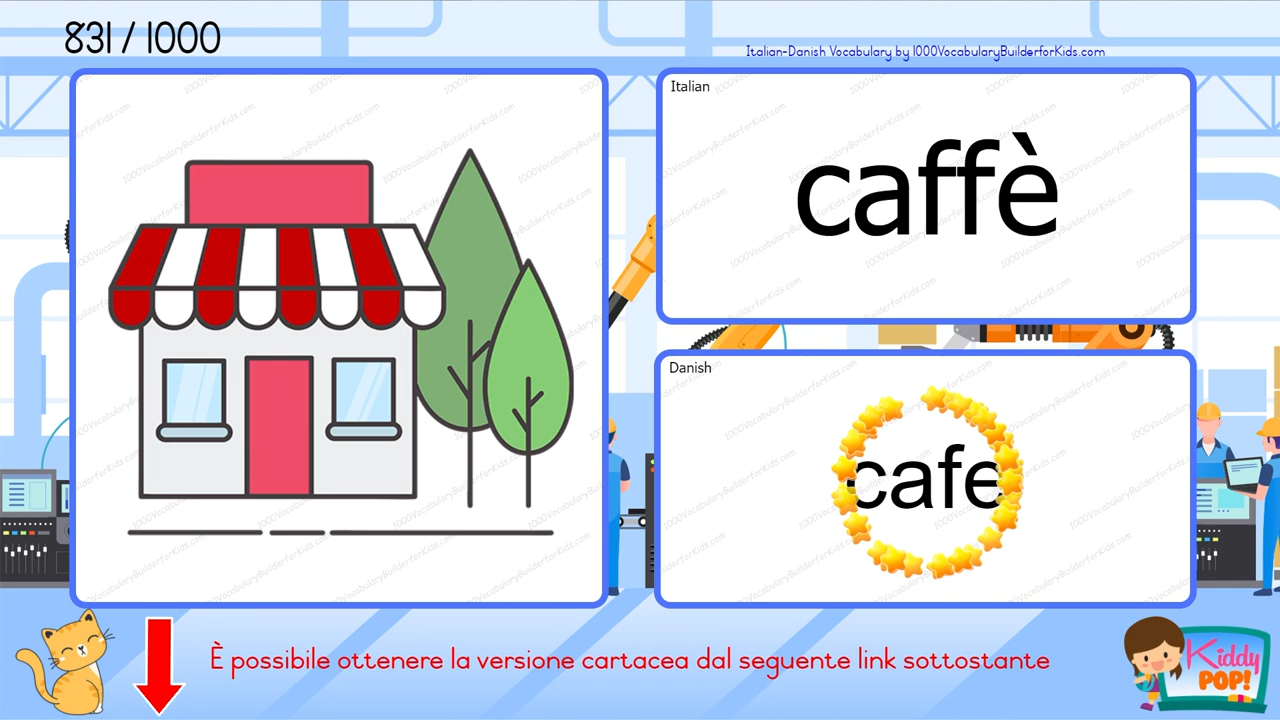 831 / 1000
Italian-Danish Vocabulary by 1000VocabularyBuilderforKids.com
Italian
caffè
Danish
cafe
È possibile ottenere la versione cartacea dal seguente link sottostante
Kiddy
POP!